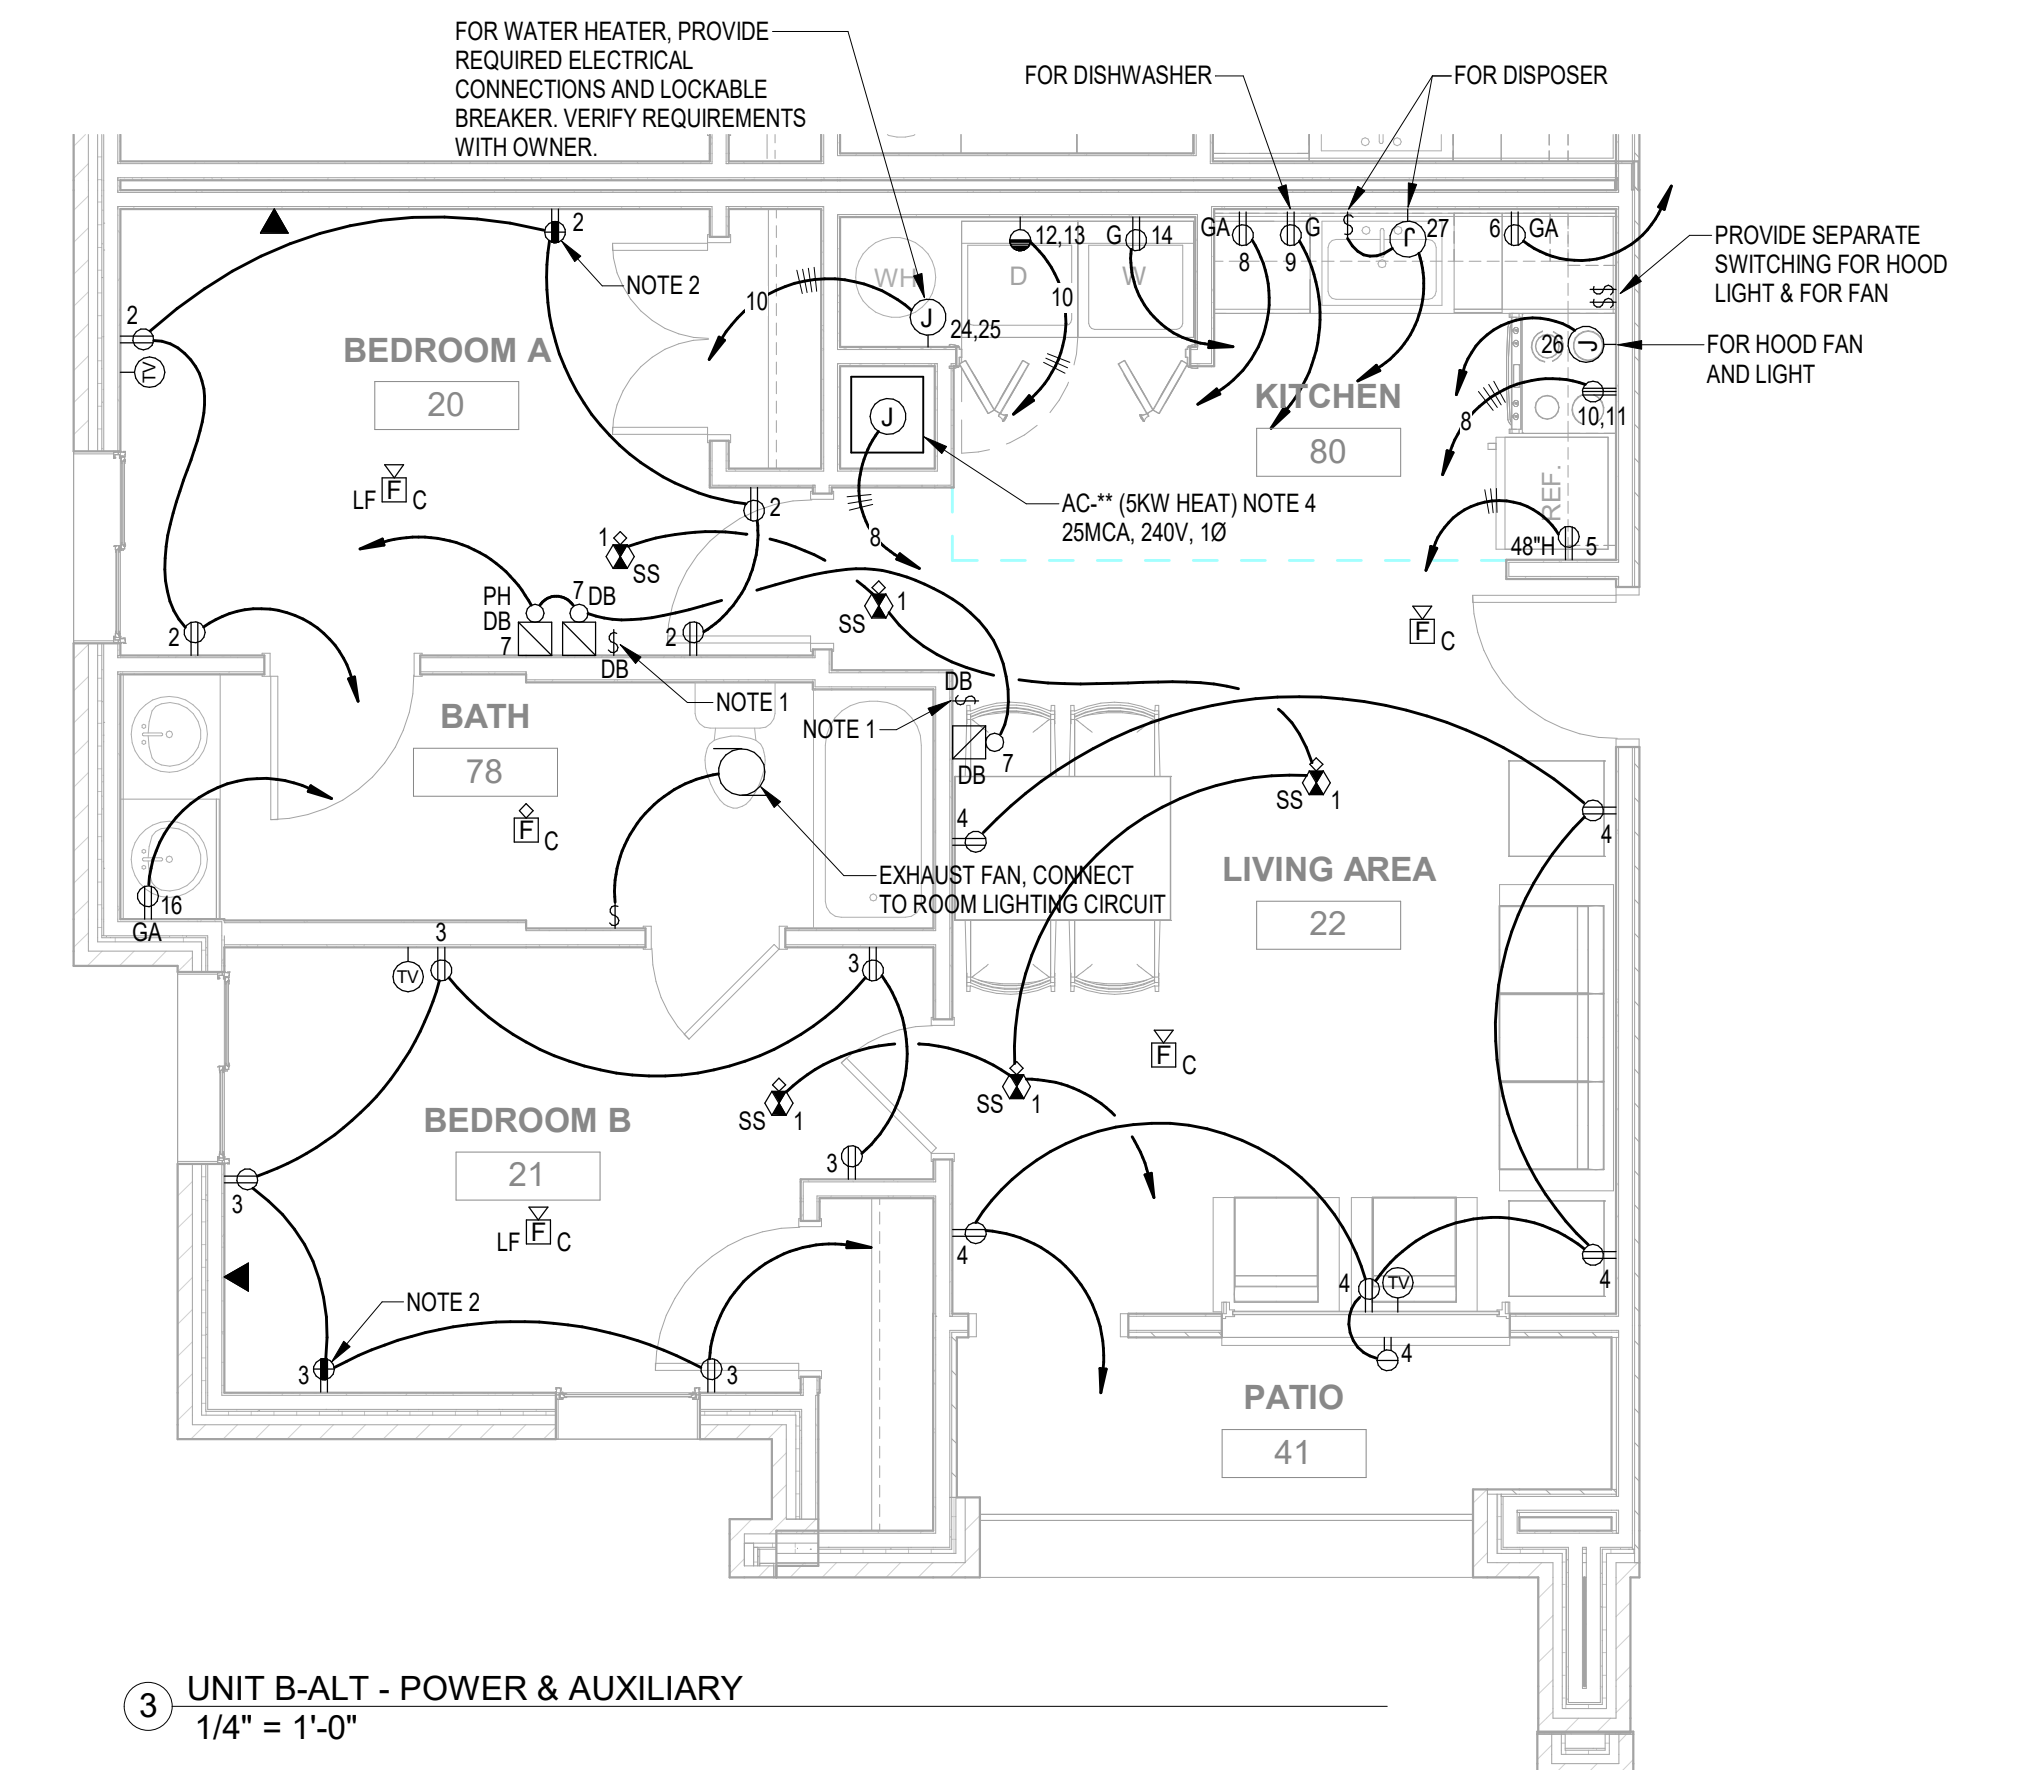 FOR WATER HEATER, PROVIDE
REQUIRED ELECTRICAL
CONNECTIONS AND LOCKABLE
BREAKER. VERIFY REQUIREMENTS
WITH OWNER.
FOR DISHWASHER
FOR DISPOSER
2
NOTE 2
12,13
G
14
GA
8
G
9
$
J
27
6
GA
PROVIDE SEPARATE
SWITCHING FOR HOOD
LIGHT & FOR FAN
$$
WH
D
W
10
J
24,25
10
2
TV
BEDROOM A
20
26
J
FOR HOOD FAN
AND LIGHT
KITCHEN
80
8
10,11
J
REF.
LF F C
2
AC-** (5KW HEAT) NOTE 4
25MCA, 240V, 1Ø
8
48"H
5
1
SS
PH
DB
7
7 DB
$
DB
2
2
1
SS
F C
NOTE 1
BATH
78
DB
$
NOTE 1
7
DB
F C
SS
1
4
4
LIVING AREA
22
EXHAUST FAN, CONNECT
TO ROOM LIGHTING CIRCUIT
16
GA
$
3
TV
3
F C
BEDROOM B
21
SS
1
SS
1
3
3
LF F C
4
4
TV
4
NOTE 2
3
3
4
PATIO
41
3
UNIT B-ALT - POWER & AUXILIARY
1/4" = 1'-0"